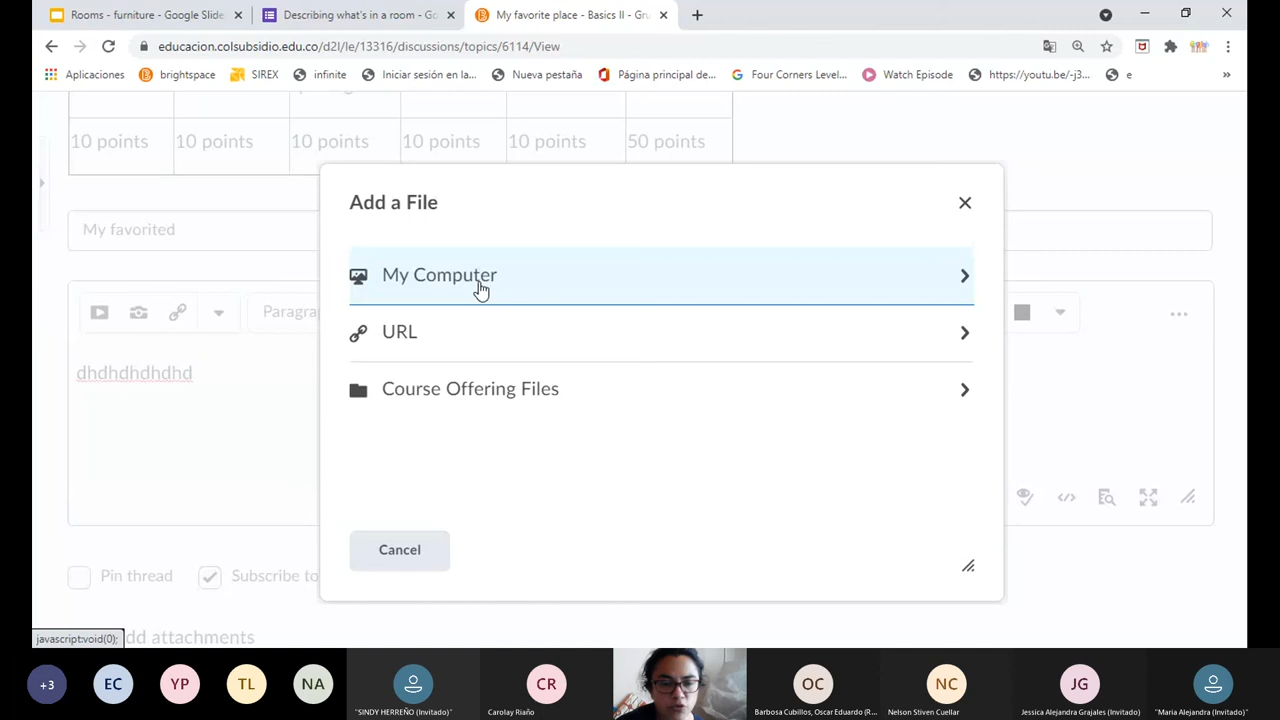 Rooms - furniture - Google Slide
Describing what's in a room - Go
My favorite place - Basics II - Gru
educacion.colsubsidio.edu.co/d2l/le/13316/discussions/topics/6114/View
Aplicaciones
brightspace
SIREX
infinite
Iniciar sesión en la...
Nueva pestaña
Página principal de...
Four Corners Level...
Watch Episode
https://youtu.be/-j3...
e
»
10 points 10 points 10 points 10 points 10 points 50 points
Add a File
My favorited
My Computer
Paragra
URL
dhdhdhdhdhd
Course Offering Files
Cancel
Pin thread
Subscribe to
javascript:void(0);
dd attachments
+3
EC
YP
TL
NA
CR
OC
NC
JG
"SINDY HERREÑO (Invitado)"
Carolay Riaño
Barbosa Cubillos, Oscar Eduardo (R...
Nelson Stiven Cuellar
Jessica Alejandra Grajales (Invitado)
"Maria Alejandra (Invitado)"